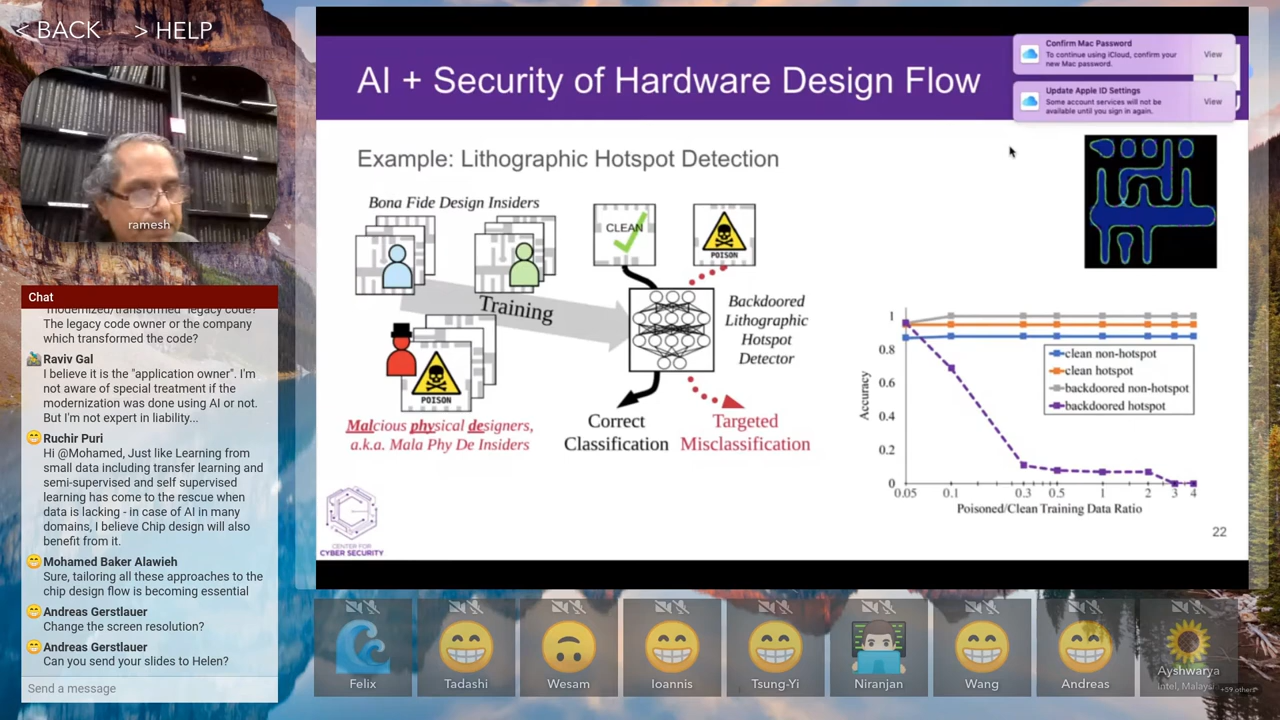 < BACK > HELP
ramesh
Chat
"modernized/transformed" legacy code?
The legacy code owner or the company
which transformed the code?
Raviv Gal
I believe it is the "application owner". I'm
not aware of special treatment if the
modernization was done using AI or not.
But I'm not expert in liability...
Ruchir Puri
Hi @Mohamed, Just like Learning from
small data including transfer learning and
semi-supervised and self supervised
learning has come to the rescue when
data is lacking - in case of AI in many
domains, I believe Chip design will also
benefit from it.
Mohamed Baker Alawieh
Sure, tailoring all these approaches to the
chip design flow is becoming essential
Andreas Gerstlauer
Change the screen resolution?
Andreas Gerstlauer
Can you send your slides to Helen?
Send a message
AI + Security of Hardware Design Flow
Confirm Mac Password
To continue using iCloud, confirm your
new Mac password.
View
Update Apple ID Settings
Some account services will not be
available until you sign in again.
View
Example: Lithographic Hotspot Detection
Bona Fide Design Insiders
CLEAN
POISON
Training
Backdoored
Lithographic
Hotspot
Detector
POISON
Malcious physical designers,
a.k.a. Mala Phy De Insiders
Correct
Classification
Targeted
Misclassification
1
0.8
0.6
0.4
0.2
0
Accuracy
clean non-hotspot
clean hotspot
backdoored non-hotspot
backdoored hotspot
0.05 0.1 0.3 0.5 1 2 3 4
Poisoned/Clean Training Data Ratio
CENTER FOR
CYBER SECURITY
22
Felix
Tadashi
Wesam
Ioannis
Tsung-Yi
Niranjan
Wang
Andreas
Ayshwarya
Intel, Malays
+59 others